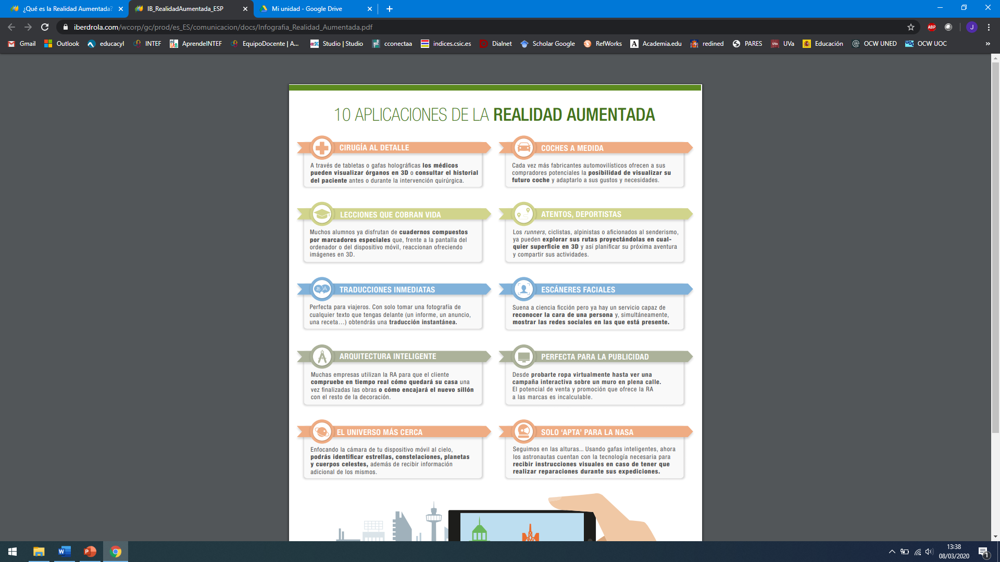 ¿Qué es la Realidad Aumentada?
IB_RealidadAumentada_ESP
Mi unidad - Google Drive
iberdrola.com/wcorp/gc/prod/es_ES/comunicacion/docs/Infografia_Realidad_Aumentada.pdf
ABP
J
Gmail
Outlook
educacyl
INTEF
AprendeINTEF
EquipoDocente | A...
Studio | Studio
cconectaa
indices.csic.es
Dialnet
Scholar Google
RefWorks
Academia.edu
redined
PARES
UVa
Educación
OCW UNED
OCW UOC
»
10 APLICACIONES DE LA REALIDAD AUMENTADA
CIRUGÍA AL DETALLE
A través de tabletas o gafas holográficas los médicos
pueden visualizar órganos en 3D o consultar el historial
del paciente antes o durante la intervención quirúrgica.
COCHES A MEDIDA
Cada vez más fabricantes automovilísticos ofrecen a sus
compradores potenciales la posibilidad de visualizar su
futuro coche y adaptarlo a sus gustos y necesidades.
LECCIONES QUE COBRAN VIDA
Muchos alumnos ya disfrutan de cuadernos compuestos
por marcadores especiales que, frente a la pantalla del
ordenador o del dispositivo móvil, reaccionan ofreciendo
imágenes en 3D.
ATENTOS, DEPORTISTAS
Los runners, ciclistas, alpinistas o aficionados al senderismo,
ya pueden explorar sus rutas proyectándolas en cual-
quier superficie en 3D y así planificar su próxima aventura
y compartir sus actividades.
TRADUCCIONES INMEDIATAS
Perfecta para viajeros. Con solo tomar una fotografía de
cualquier texto que tengas delante (un informe, un anuncio,
una receta…) obtendrás una traducción instantánea.
ESCÁNERES FACIALES
Suena a ciencia ficción pero ya hay un servicio capaz de
reconocer la cara de una persona y, simultáneamente,
mostrar las redes sociales en las que está presente.
ARQUITECTURA INTELIGENTE
Muchas empresas utilizan la RA para que el cliente
compruebe en tiempo real cómo quedará su casa una
vez finalizadas las obras o cómo encajará el nuevo sillón
con el resto de la decoración.
PERFECTA PARA LA PUBLICIDAD
Desde probarte ropa virtualmente hasta ver una
campaña interactiva sobre un muro en plena calle.
El potencial de venta y promoción que ofrece la RA
a las marcas es incalculable.
EL UNIVERSO MÁS CERCA
Enfocando la cámara de tu dispositivo móvil al cielo,
podrás identificar estrellas, constelaciones, planetas
y cuerpos celestes, además de recibir información
adicional de los mismos.
SOLO ‘APTA’ PARA LA NASA
Seguimos en las alturas... Usando gafas inteligentes, ahora
los astronautas cuentan con la tecnología necesaria para
recibir instrucciones visuales en caso de tener que
realizar reparaciones durante sus expediciones.
13:38
08/03/2020
1